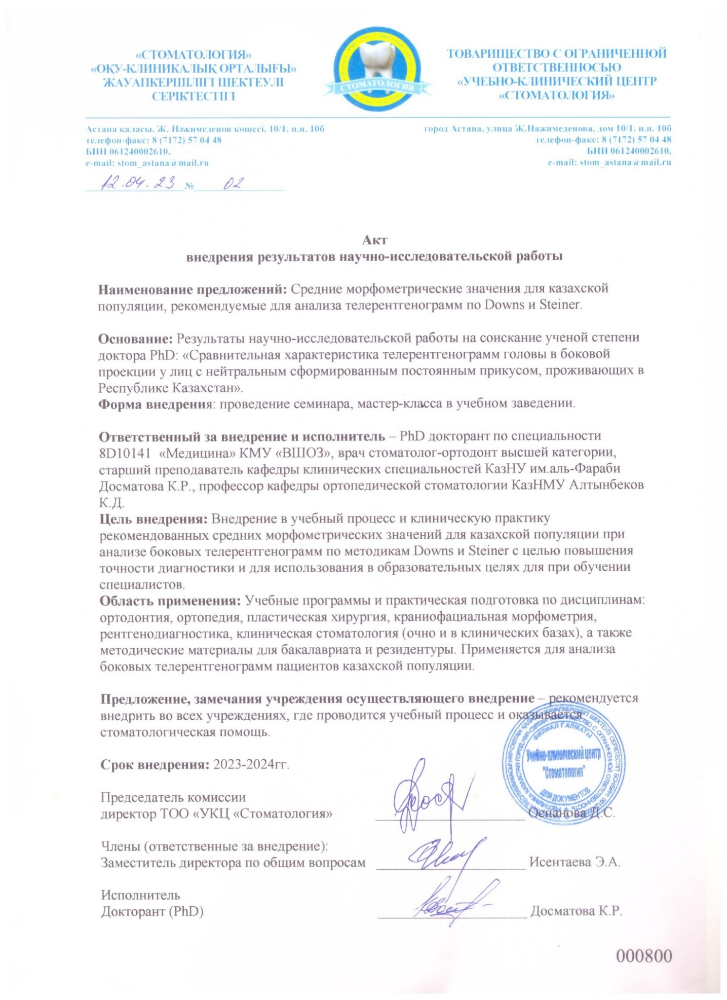 «СТОМАТОЛОГИЯ»
«ОҚУ-КЛИНИКАЛЫҚ ОРТАЛЫҒЫ»
ЖАУАПКЕРШІЛІГІ ШЕКТЕУЛІ
СЕРІКТЕСТІГІ
СТОМАТОЛОГИЯ
ТОВАРИЩЕСТВО С ОГРАНИЧЕННОЙ
ОТВЕТСТВЕННОСЬЮ
«УЧЕБНО-КЛИНИЧЕСКИЙ ЦЕНТР
«СТОМАТОЛОГИЯ»
Астана қаласы, Ж. Нәжимеденов көшесі, 10/1, н.п. 10б
телефон-факс: 8 (7172) 57 04 48
БИН 061240002610,
e-mail: stom_astana@mail.ru
город Астана, улица Ж.Нажимеденова, дом 10/1, н.п. 10б
телефон-факс: 8 (7172) 57 04 48
БИН 061240002610,
e-mail: stom_astana@mail.ru
12.04.23 № 02
Акт
внедрения результатов научно-исследовательской работы
Наименование предложений: Средние морфометрические значения для казахской
популяции, рекомендуемые для анализа телерентгенограмм по Downs и Steiner.
Основание: Результаты научно-исследовательской работы на соискание ученой степени
доктора PhD: «Сравнительная характеристика телерентгенограмм головы в боковой
проекции у лиц с нейтральным сформированным постоянным прикусом, проживающих в
Республике Казахстан».
Форма внедрения: проведение семинара, мастер-класса в учебном заведении.
Ответственный за внедрение и исполнитель – PhD докторант по специальности
8D10141 «Медицина» КМУ «ВШОЗ», врач стоматолог-ортодонт высшей категории,
старший преподаватель кафедры клинических специальностей КазНУ им.аль-Фараби
Досматова К.Р., профессор кафедры ортопедической стоматологии КазНМУ Алтынбеков
К.Д.
Цель внедрения: Внедрение в учебный процесс и клиническую практику
рекомендованных средних морфометрических значений для казахской популяции при
анализе боковых телерентгенограмм по методикам Downs и Steiner с целью повышения
точности диагностики и для использования в образовательных целях для при обучении
специалистов.
Область применения: Учебные программы и практическая подготовка по дисциплинам:
ортодонтия, ортопедия, пластическая хирургия, краниофациальная морфометрия,
рентгенодиагностика, клиническая стоматология (очно и в клинических базах), а также
методические материалы для бакалавриата и резидентуры. Применяется для анализа
боковых телерентгенограмм пациентов казахской популяции.
Предложение, замечания учреждения осуществляющего внедрение – рекомендуется
внедрить во всех учреждениях, где проводится учебный процесс и оказывается
стоматологическая помощь.
ФИЛИАЛ Г.АЛМАТЫ
Учебно-клинический центр
"Стоматология"
ДЛЯ ДОКУМЕНТОВ
Срок внедрения: 2023-2024гг.
Председатель комиссии
директор ТОО «УКЦ «Стоматология» Оспанова Д.С.
Члены (ответственные за внедрение):
Заместитель директора по общим вопросам Исентаева Э.А.
Исполнитель
Докторант (PhD) Досматова К.Р.
000800